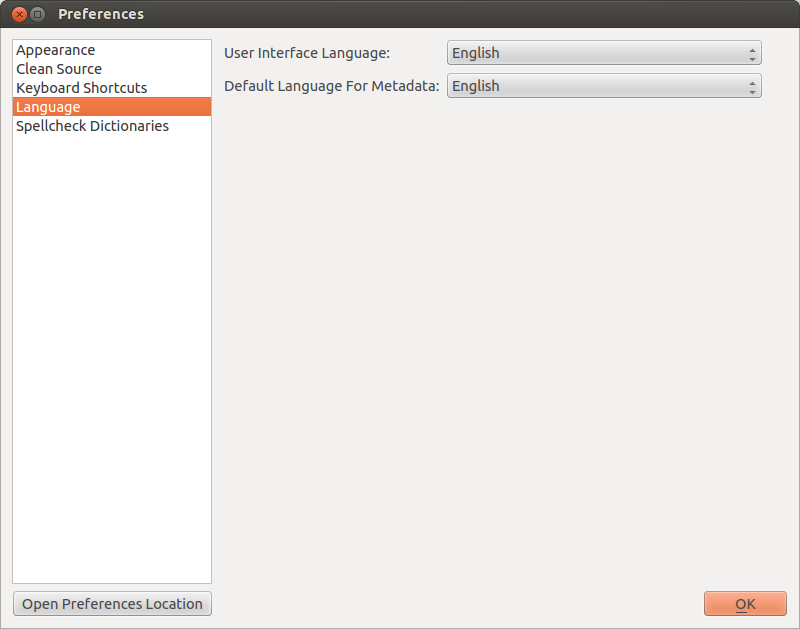 Preferences
Appearance
Clean Source
Keyboard Shortcuts
Language
Spellcheck Dictionaries
User Interface Language: English
Default Language For Metadata: English
Open Preferences Location
OK